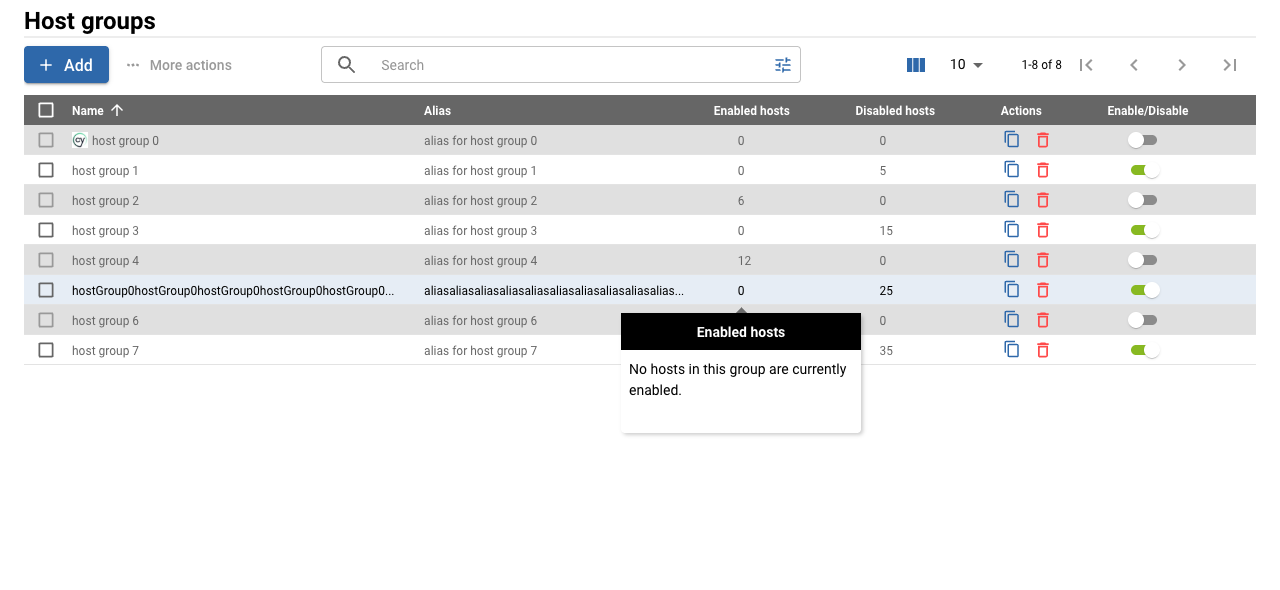 Host groups
Add
More actions
Search
10
1-8 of 8
Name Alias Enabled hosts Disabled hosts Actions Enable/Disable
cy host group 0 alias for host group 0 0 0
host group 1 alias for host group 1 0 5
host group 2 alias for host group 2 6 0
host group 3 alias for host group 3 0 15
host group 4 alias for host group 4 12 0
hostGroup0hostGroup0hostGroup0hostGroup0hostGroup0... aliasaliasaliasaliasaliasaliasaliasaliasaliasalias... 0 25
host group 6 alias for host group 6 0
host group 7 alias for host group 7 35
Enabled hosts
No hosts in this group are currently
enabled.